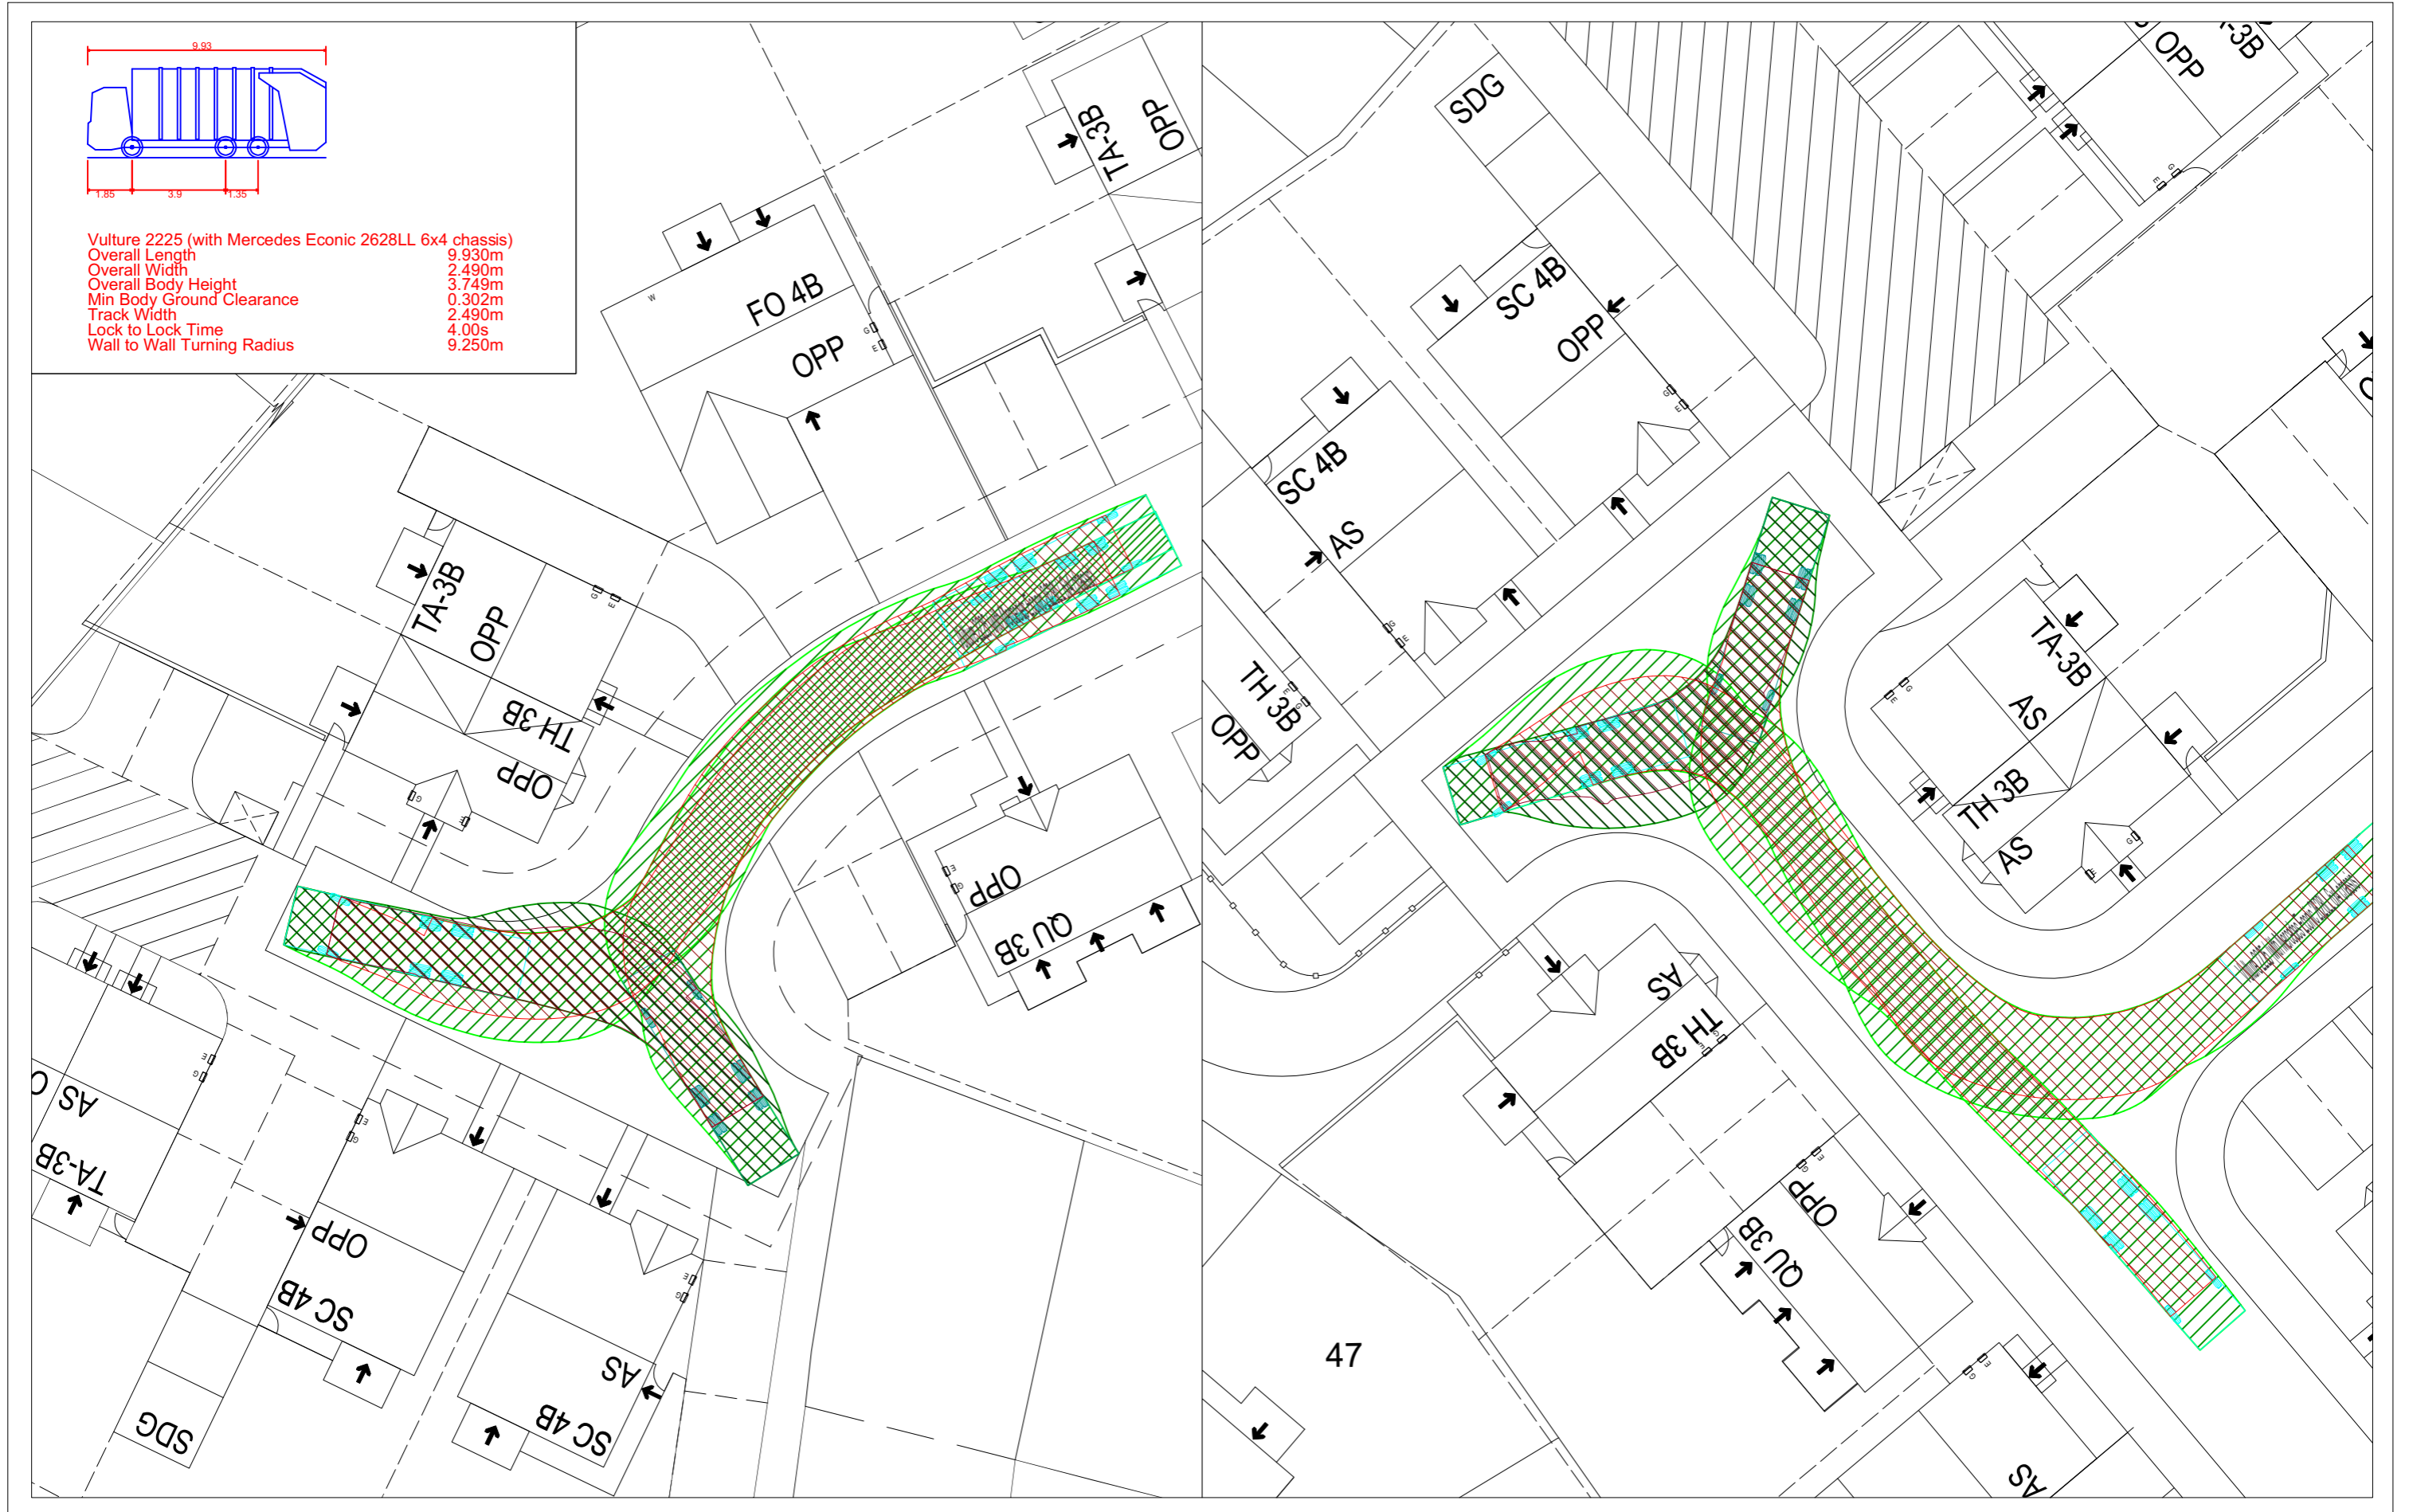 9.93
1.85
3.9
1.35
Vulture 2225 (with Mercedes Econic 2628LL 6x4 chassis)
Overall Length 9.930m
Overall Width 2.490m
Overall Body Height 3.749m
Min Body Ground Clearance 0.302m
Track Width 2.490m
Lock to Lock Time 4.00s
Wall to Wall Turning Radius 9.250m
TA-3B
OPP
W
FO 4B
OPP
G
E
TA-3B
OPP
G
E
TH 3B
OPP
G
E
E
G
OPP
QU 3B
E
G
AS
TA-3B
E
G
OPP
SC 4B
E
G
AS
SC 4B
SDG
SDG
OPP
-3B
G
E
SC 4B
OPP
G
E
SC 4B
AS
G
E
TH 3B
OPP
E
G
TA-3B
AS
G
E
TH 3B
AS
G
E
AS
TH 3B
G
E
E
G
OPP
QU 3B
47
E
G
AS